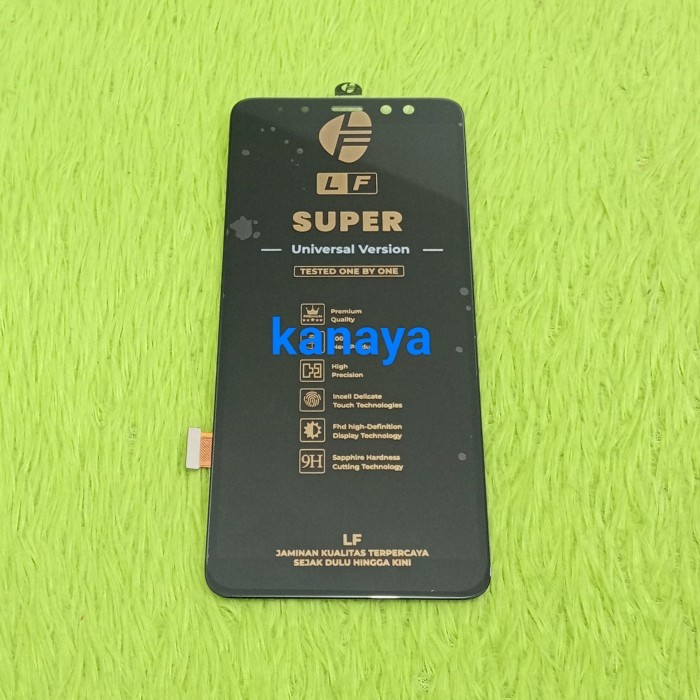 LF
SUPER
Universal Version
TESTED ONE BY ONE
Premium
Quality
kanaya
High
Precision
Incell Delicate
Touch Technologies
Fhd high-Definition
Display Technology
9H
Sapphire Hardness
Cutting Technology
LF
JAMINAN KUALITAS TERPERCAYA
SEJAK DULU HINGGA KINI